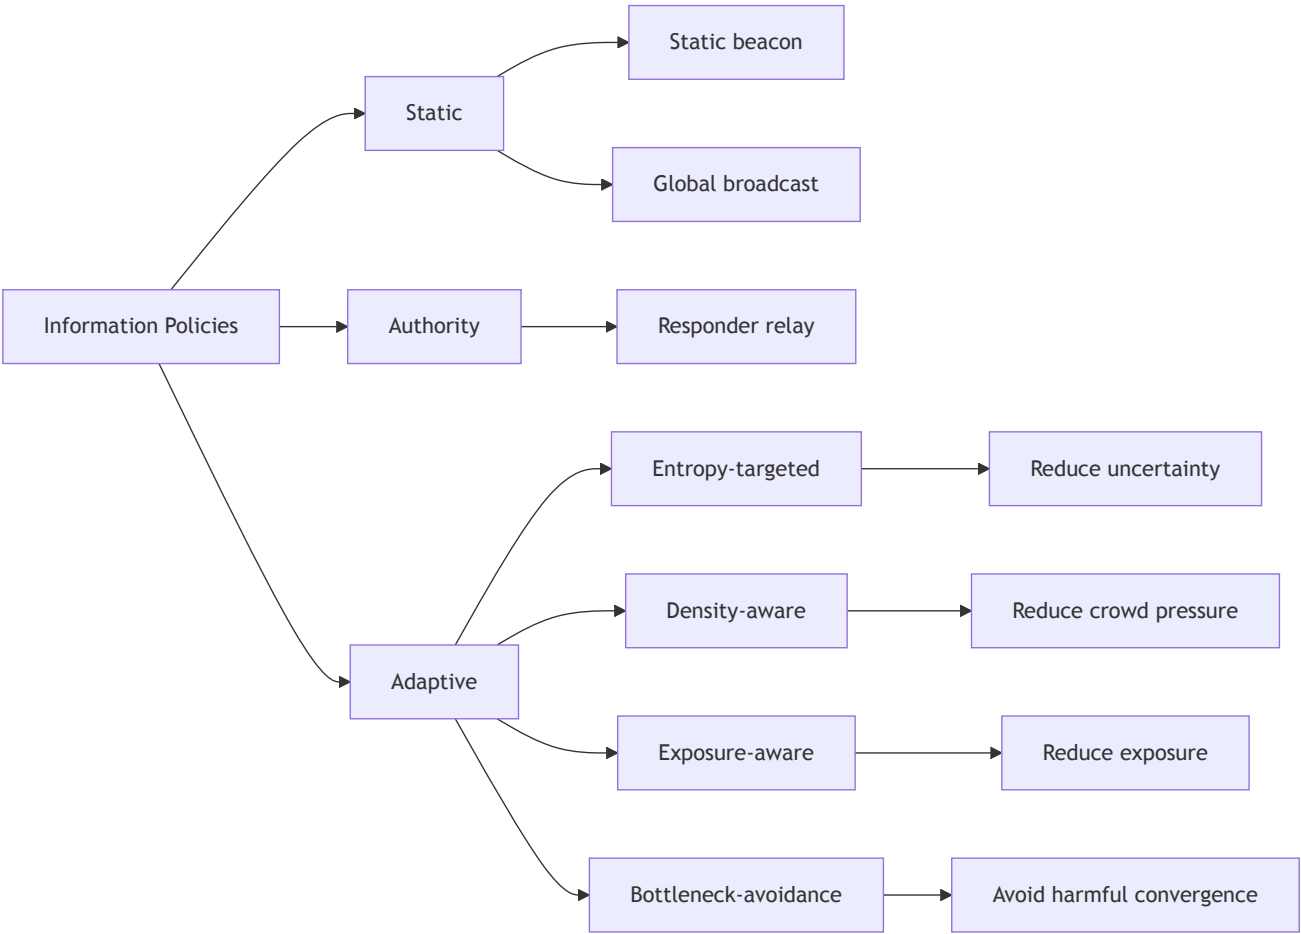 Static beacon
Static
Global broadcast
Information Policies
Authority
Responder relay
Entropy-targeted
Reduce uncertainty
Density-aware
Reduce crowd pressure
Adaptive
Exposure-aware
Reduce exposure
Bottleneck-avoidance
Avoid harmful convergence